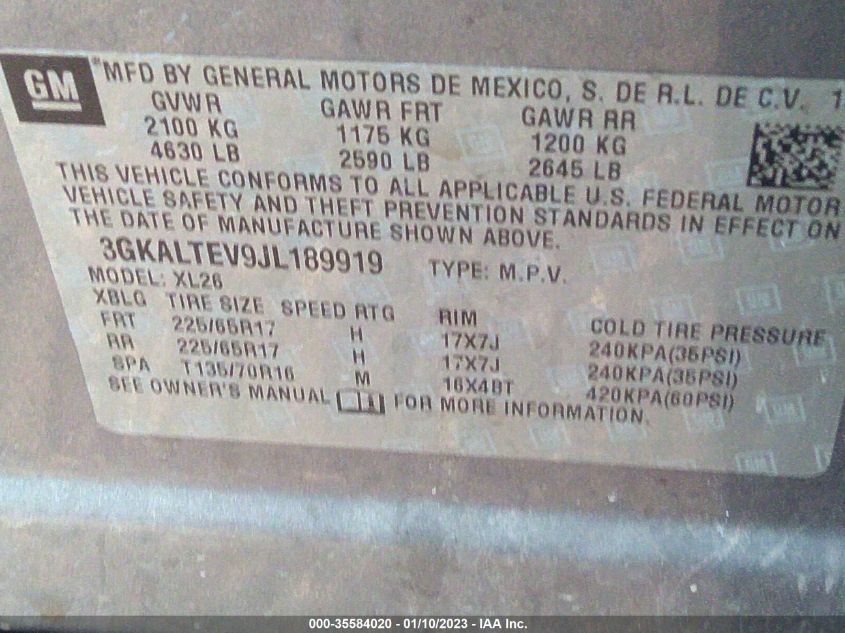 GM
*MFD BY GENERAL MOTORS DE MEXICO, S. DE R.L. DE C.V. 1
GVWR GAWR FRT GAWR RR
2100 KG 1175 KG 1200 KG
4630 LB 2590 LB 2645 LB
THIS VEHICLE CONFORMS TO ALL APPLICABLE U.S. FEDERAL MOTOR
VEHICLE SAFETY AND THEFT PREVENTION STANDARDS IN EFFECT ON
THE DATE OF MANUFACTURE SHOWN ABOVE.
3GKALTEV9JL189919 TYPE: M.P.V.
MODEL: XL26
XBLG TIRE SIZE SPEED RTG RIM COLD TIRE PRESSURE
FRT 225/65R17 H 17X7J 240KPA(35PSI)
RR 225/65R17 H 17X7J 240KPA(35PSI)
SPA T135/70R16 M 16X4BT 420KPA(60PSI)
SEE OWNER'S MANUAL FOR MORE INFORMATION.
000-35584020 - 01/10/2023 - IAA Inc.